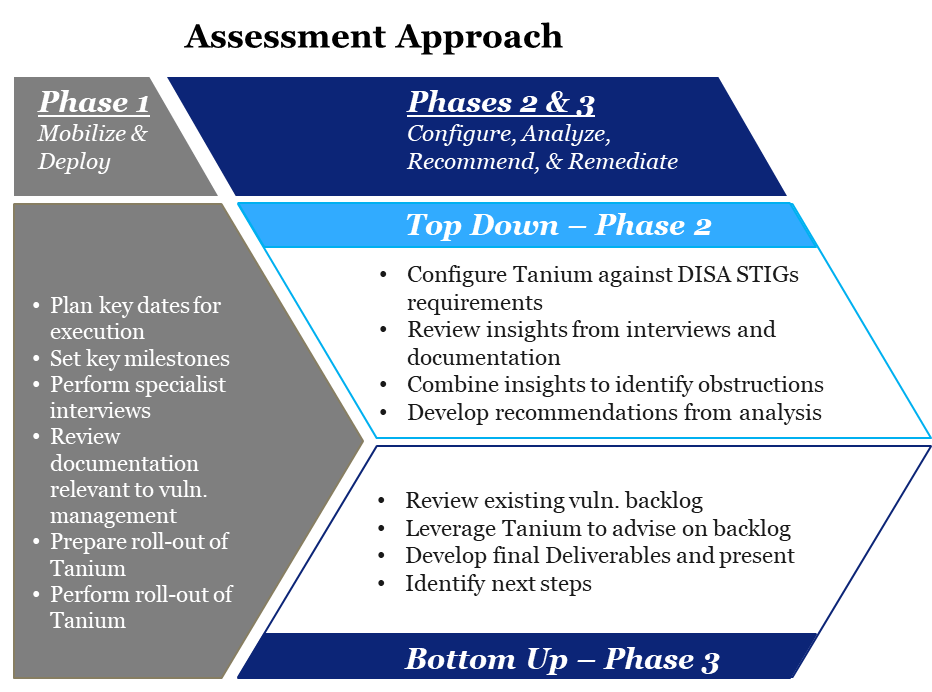 Assessment Approach
Phase 1
Mobilize &
Deploy
Phases 2 & 3
Configure, Analyze,
Recommend, & Remediate
• Plan key dates for
execution
• Set key milestones
• Perform specialist
interviews
• Review
documentation
relevant to vuln.
management
• Prepare roll-out of
Tanium
• Perform roll-out of
Tanium
Top Down – Phase 2
• Configure Tanium against DISA STIGs
requirements
• Review insights from interviews and
documentation
• Combine insights to identify obstructions
• Develop recommendations from analysis
• Review existing vuln. backlog
• Leverage Tanium to advise on backlog
• Develop final Deliverables and present
• Identify next steps
Bottom Up – Phase 3